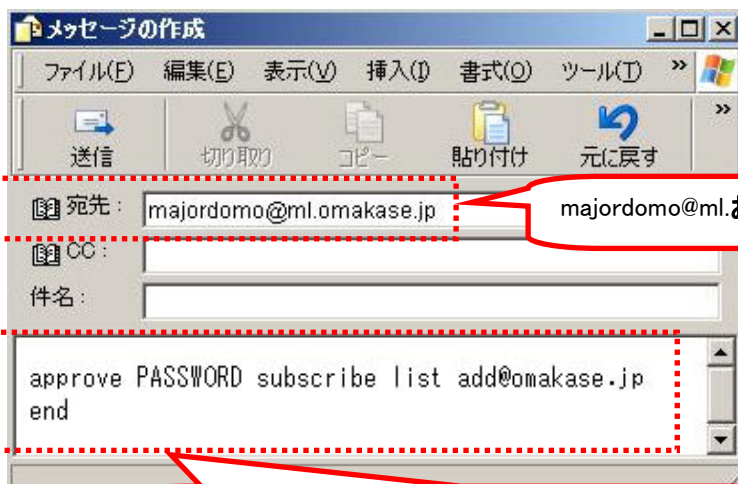 メッセージの作成
ファイル(F) 編集(E) 表示(V) 挿入(I) 書式(O) ツール(T) »
送信 切り取り コピー 貼り付け 元に戻す »
宛先: majordomo@ml.omakase.jp
majordomo@ml.お
CC:
件名:
approve PASSWORD subscribe list add@omakase.jp
end